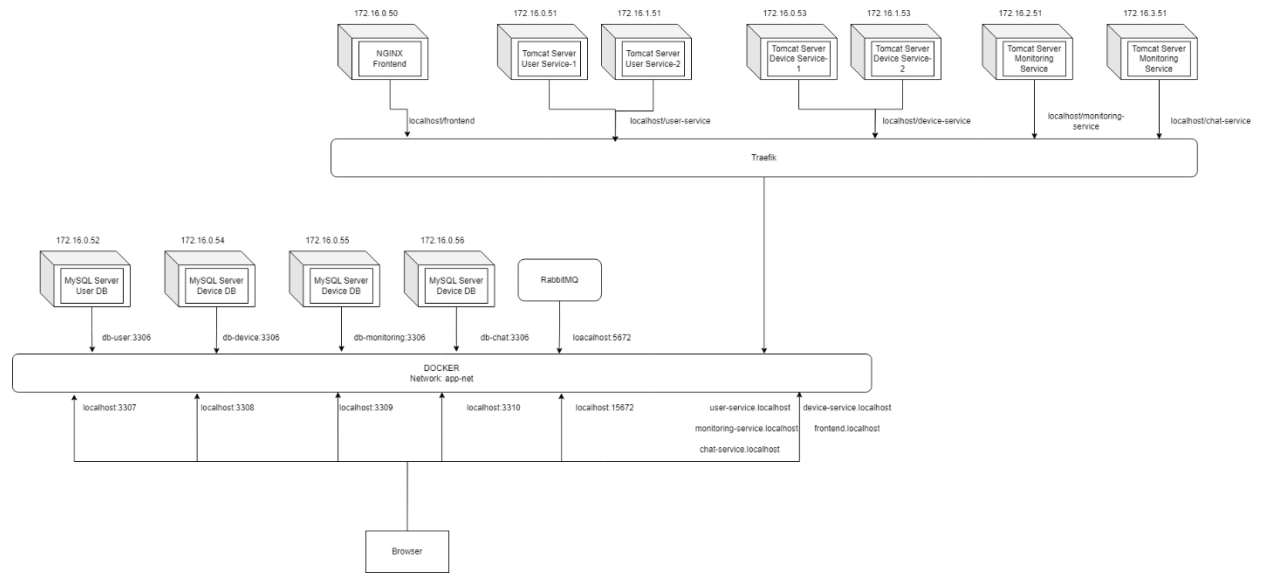 172.16.0.50
172.16.0.51
172.16.1.51
172.16.0.53
172.16.1.53
172.16.2.51
172.16.3.51
NGINX
Frontend
Tomcat Server
User Service-1
Tomcat Server
User Service-2
Tomcat Server
Device Service-
1
Tomcat Server
Device Service-
2
Tomcat Server
Monitoring
Service
Tomcat Server
Monitoring
Service
localhost/frontend
localhost/user-service
localhost/device-service
localhost/monitoring-
service
localhost/chat-service
Traefik
172.16.0.52
172.16.0.54
172.16.0.55
172.16.0.56
MySQL Server
User DB
MySQL Server
Device DB
MySQL Server
Device DB
MySQL Server
Device DB
RabbitMQ
db-user:3306
db-device:3306
db-monitoring:3306
db-chat:3306
loacalhost:5672
DOCKER
Network: app-net
localhost:3307
localhost:3308
localhost:3309
localhost:3310
localhost:15672
user-service.localhost
device-service.localhost
monitoring-service.localhost
frontend.localhost
chat-service.localhost
Browser